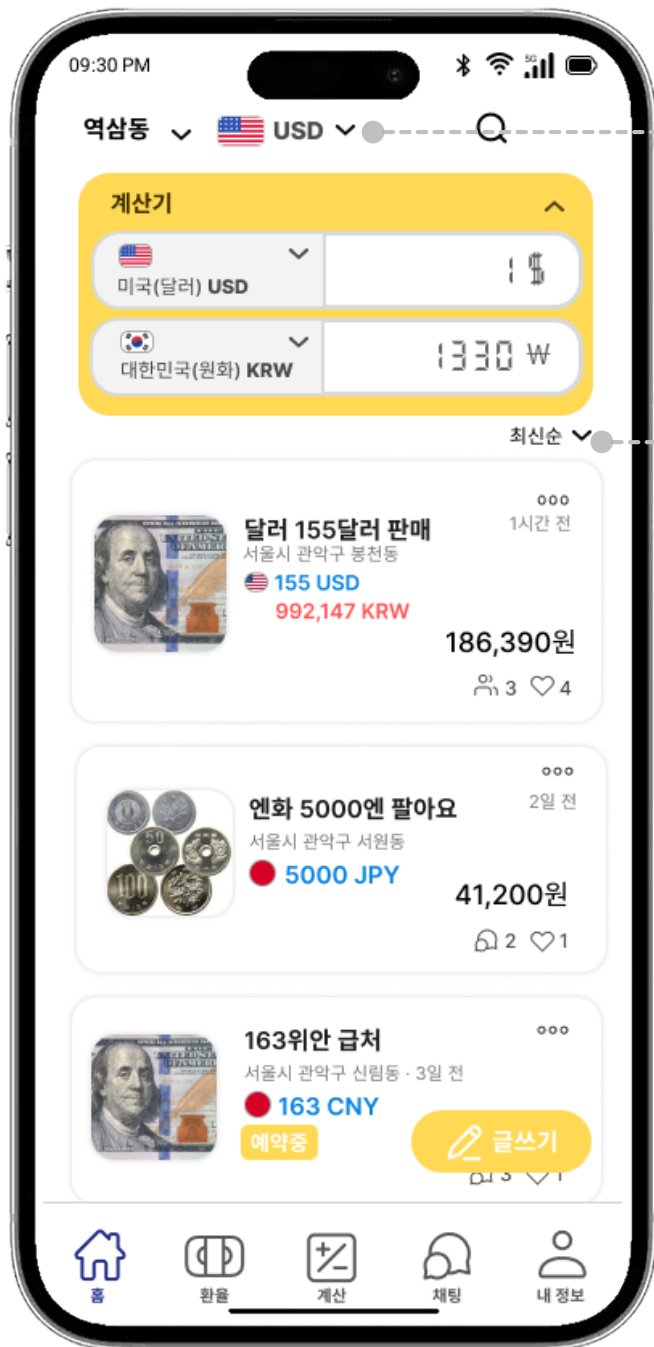 09:30 PM
5G
역삼동 USD
계산기
미국(달러) USD
1 $
대한민국(원화) KRW
1330 ₩
최신순
달러 155달러 판매
1시간 전
서울시 관악구 봉천동
155 USD
992,147 KRW
186,390원
3 4
엔화 5000엔 팔아요
2일 전
서울시 관악구 서원동
5000 JPY
41,200원
2 1
163위안 급처
서울시 관악구 신림동 · 3일 전
163 CNY
예약중
글쓰기
3 1
홈 환율 계산 채팅 내 정보